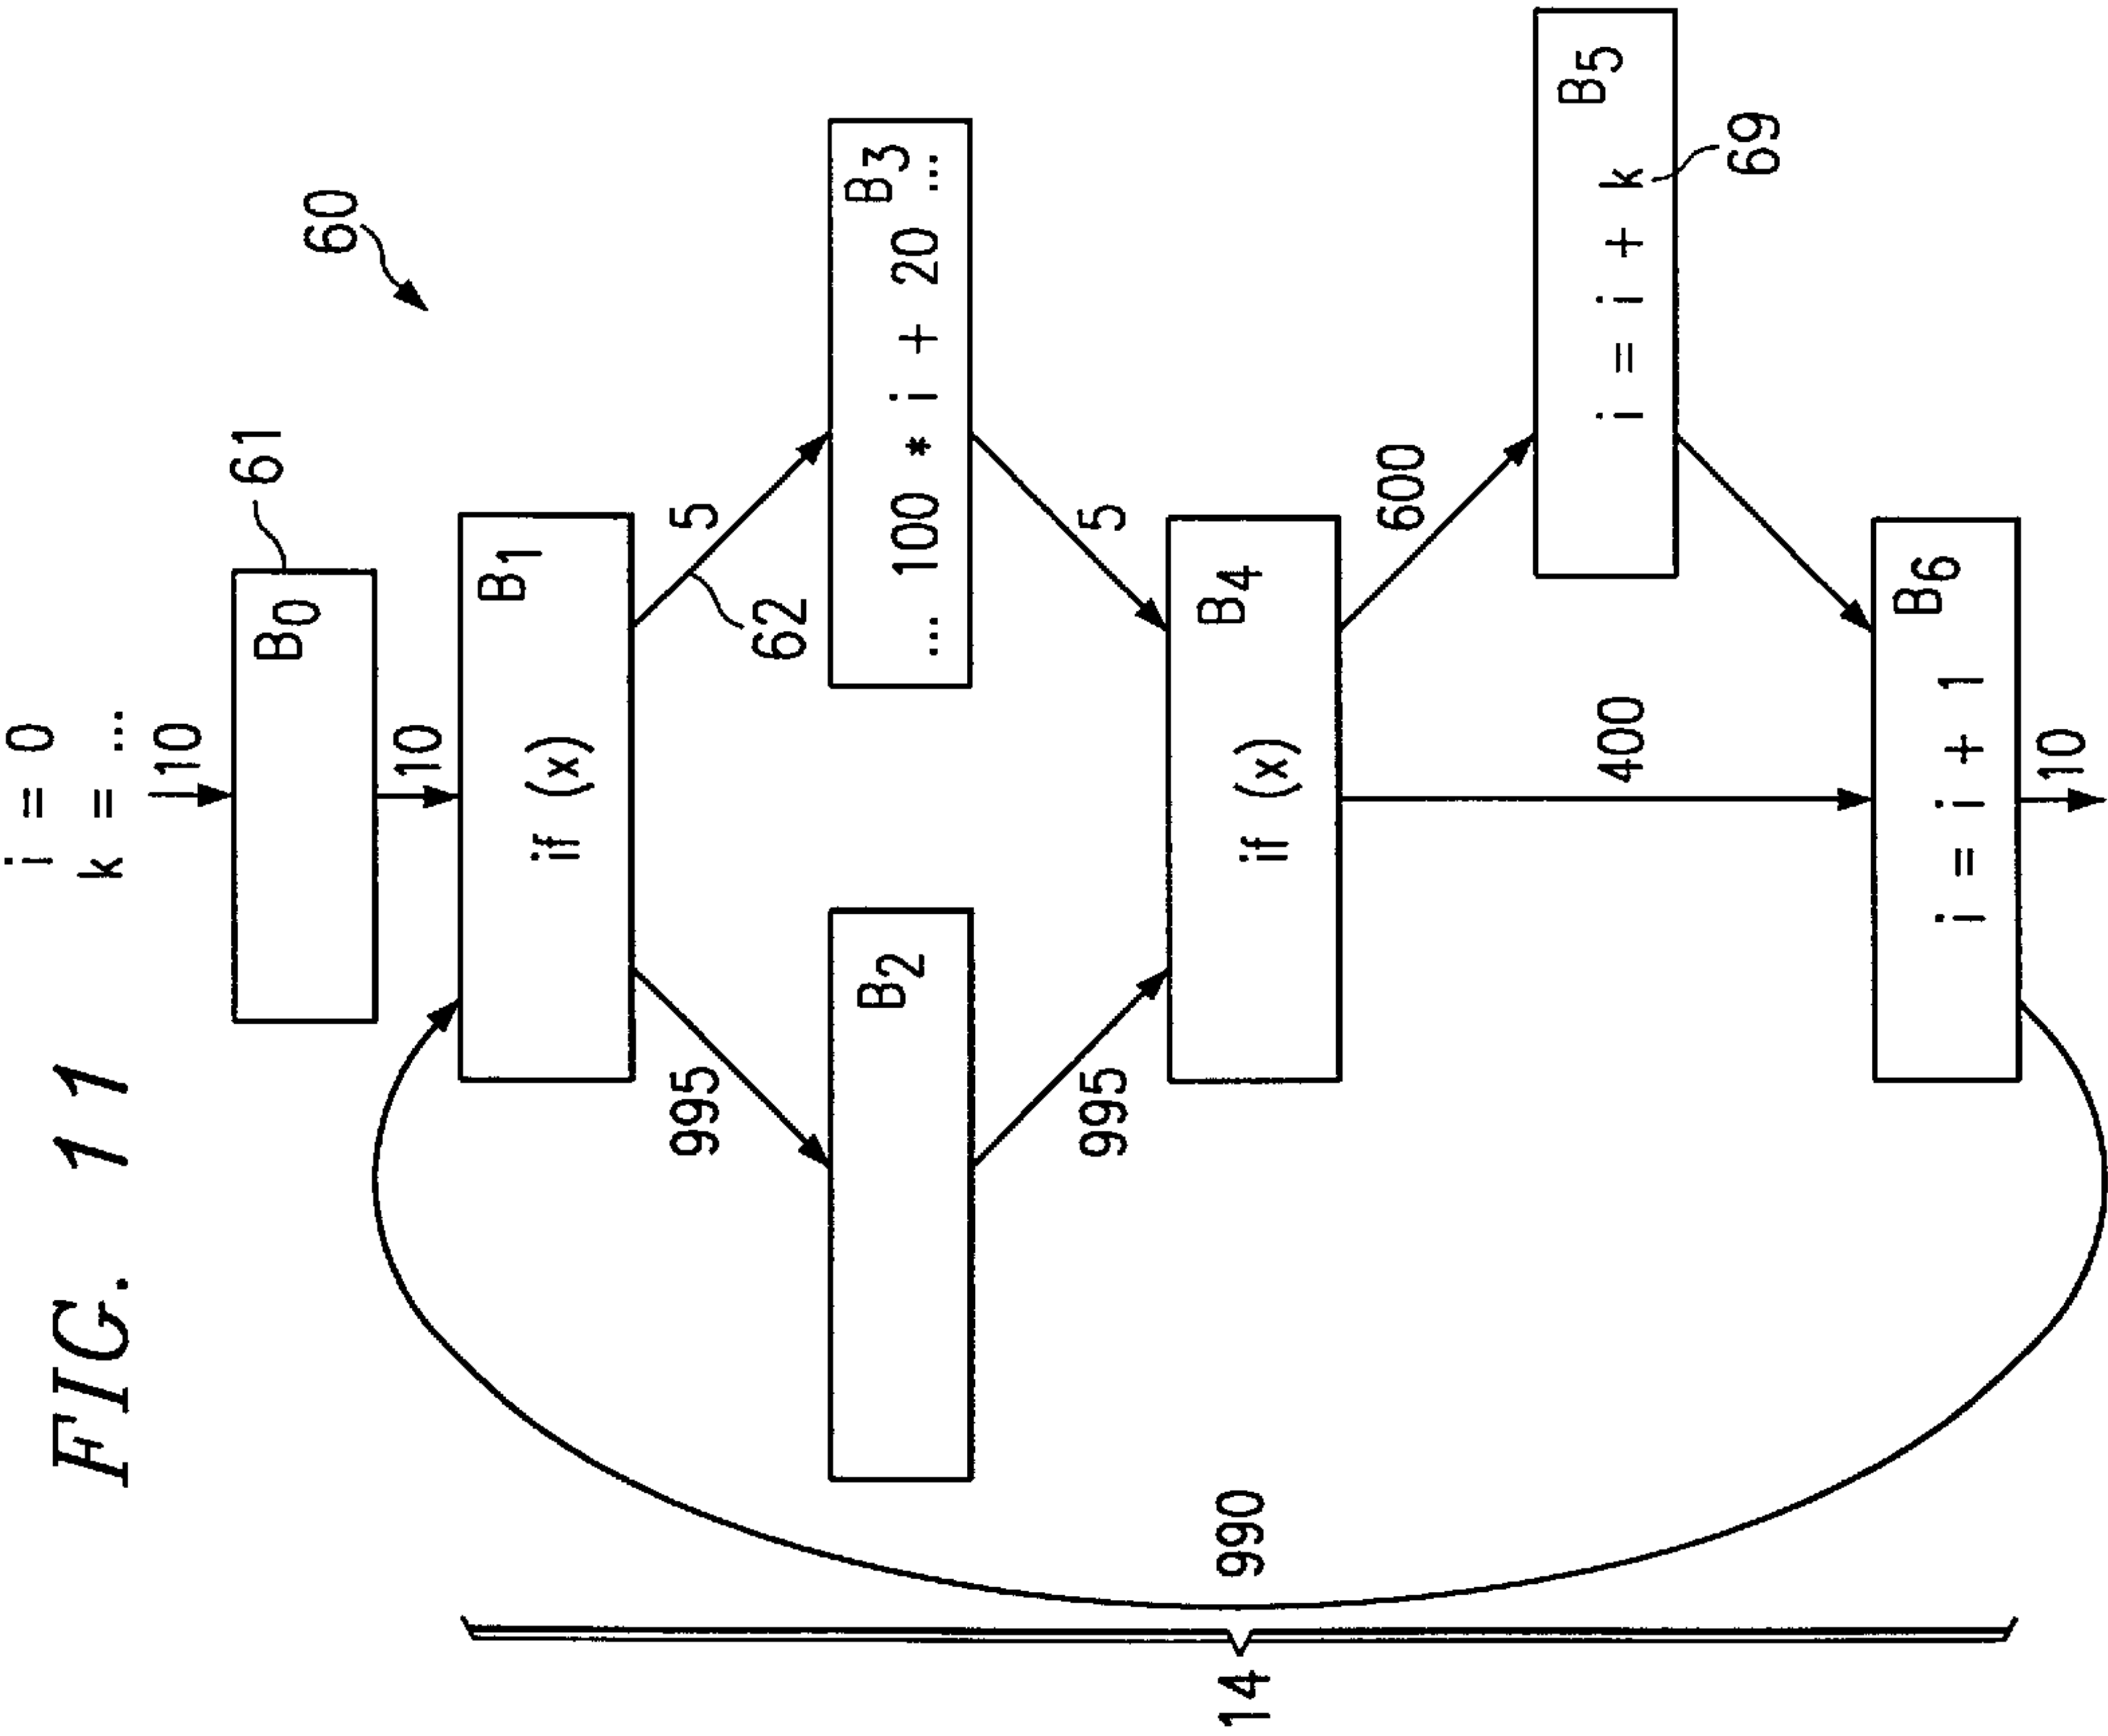 FIG. 11
60
i = 0
k = ...
10
B0
61
10
B1
if (x)
995
5
62
B2
B3
... 100 * i + 20 ...
995
5
B4
if (x)
400
600
B5
i = i + k
69
B6
i = i + 1
10
990
14